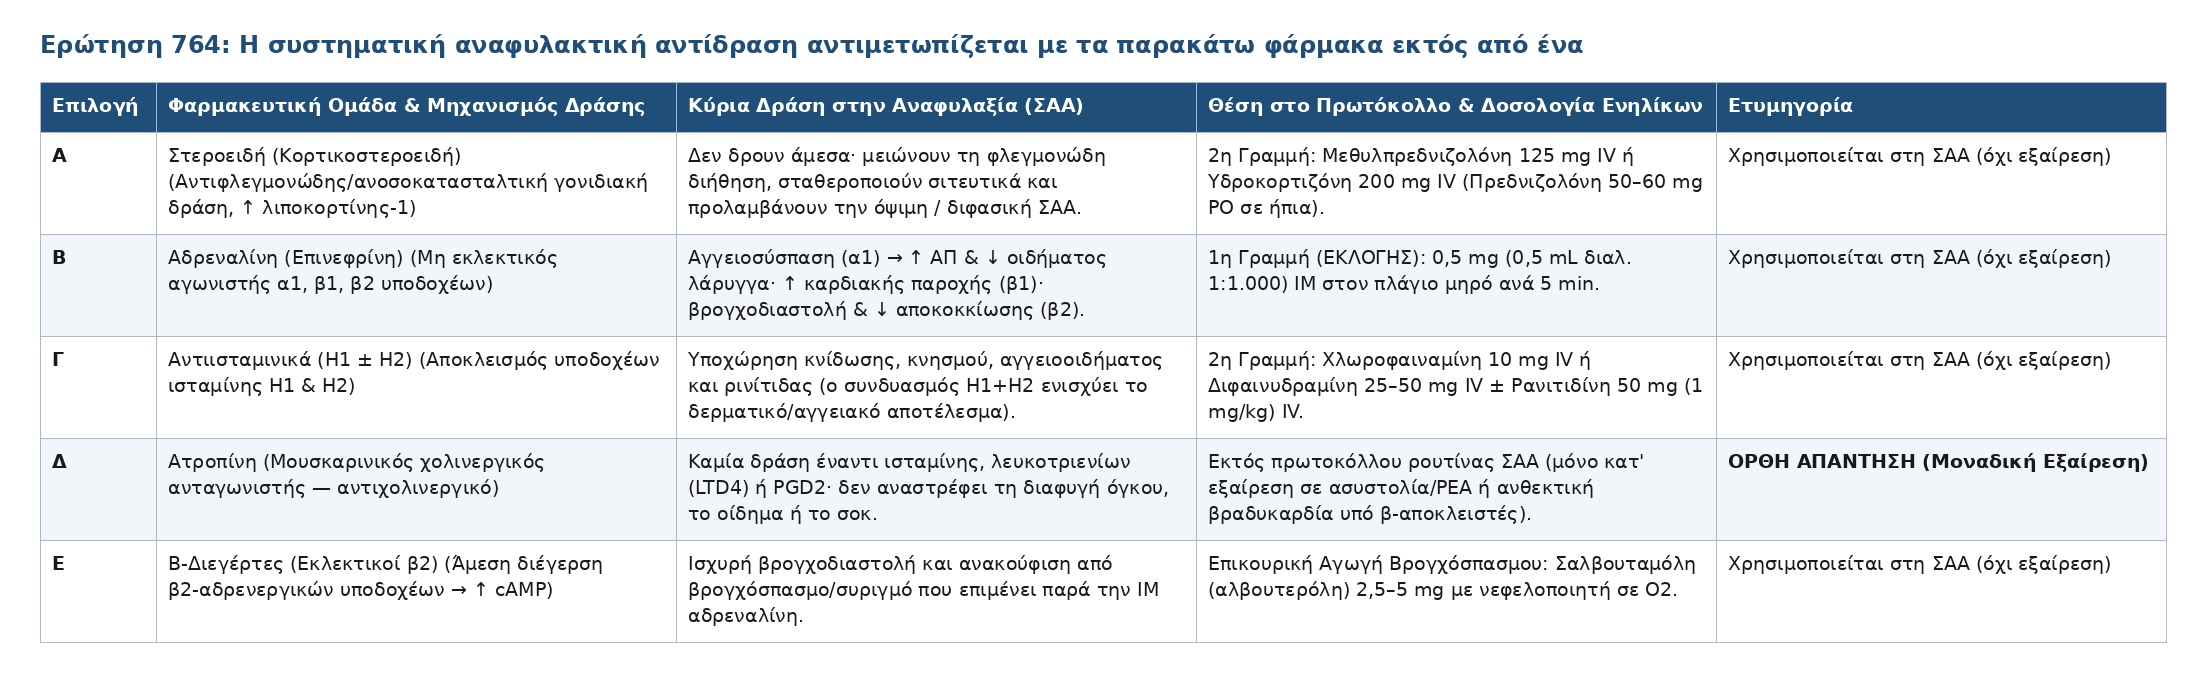 Ερώτηση 764: Η συστηματική αναφυλακτική αντίδραση αντιμετωπίζεται με τα παρακάτω φάρμακα εκτός από ένα
Επιλογή
Φαρμακευτική Ομάδα & Μηχανισμός Δράσης
Κύρια Δράση στην Αναφυλαξία (ΣΑΑ)
Θέση στο Πρωτόκολλο & Δοσολογία Ενηλίκων
Ετυμηγορία
Α
Στεροειδή (Κορτικοστεροειδή)
(Αντιφλεγμονώδης/ανοσοκατασταλτική γονιδιακή
δράση, ↑ λιποκορτίνης-1)
Δεν δρουν άμεσα· μειώνουν τη φλεγμονώδη
διήθηση, σταθεροποιούν σιτευτικά και
προλαμβάνουν την όψιμη / διφασική ΣΑΑ.
2η Γραμμή: Μεθυλπρεδνιζολόνη 125 mg IV ή
Υδροκορτιζόνη 200 mg IV (Πρεδνιζολόνη 50–60 mg
PO σε ήπια).
Χρησιμοποιείται στη ΣΑΑ (όχι εξαίρεση)
Β
Αδρεναλίνη (Επινεφρίνη) (Μη εκλεκτικός
αγωνιστής α1, β1, β2 υποδοχέων)
Αγγειοσύσπαση (α1) → ↑ ΑΠ & ↓ οιδήματος
λάρυγγα· ↑ καρδιακής παροχής (β1)·
βρογχοδιαστολή & ↓ αποκοκκίωσης (β2).
1η Γραμμή (ΕΚΛΟΓΗΣ): 0,5 mg (0,5 mL διαλ.
1:1.000) IM στον πλάγιο μηρό ανά 5 min.
Χρησιμοποιείται στη ΣΑΑ (όχι εξαίρεση)
Γ
Αντιισταμινικά (H1 ± H2) (Αποκλεισμός υποδοχέων
ισταμίνης H1 & H2)
Υποχώρηση κνίδωσης, κνησμού, αγγειοοιδήματος
και ρινίτιδας (ο συνδυασμός H1+H2 ενισχύει το
δερματικό/αγγειακό αποτέλεσμα).
2η Γραμμή: Χλωροφαιναμίνη 10 mg IV ή
Διφαινυδραμίνη 25–50 mg IV ± Ρανιτιδίνη 50 mg (1
mg/kg) IV.
Χρησιμοποιείται στη ΣΑΑ (όχι εξαίρεση)
Δ
Ατροπίνη (Μουσκαρινικός χολινεργικός
ανταγωνιστής — αντιχολινεργικό)
Καμία δράση έναντι ισταμίνης, λευκοτριενίων
(LTD4) ή PGD2· δεν αναστρέφει τη διαφυγή όγκου,
το οίδημα ή το σοκ.
Εκτός πρωτοκόλλου ρουτίνας ΣΑΑ (μόνο κατ'
εξαίρεση σε ασυστολία/PEA ή ανθεκτική
βραδυκαρδία υπό β-αποκλειστές).
ΟΡΘΗ ΑΠΑΝΤΗΣΗ (Μοναδική Εξαίρεση)
Ε
Β-Διεγέρτες (Εκλεκτικοί β2) (Άμεση διέγερση
β2-αδρενεργικών υποδοχέων → ↑ cAMP)
Ισχυρή βρογχοδιαστολή και ανακούφιση από
βρογχόσπασμο/συριγμό που επιμένει παρά την IM
αδρεναλίνη.
Επικουρική Αγωγή Βρογχόσπασμου: Σαλβουταμόλη
(αλβουτερόλη) 2,5–5 mg με νεφελοποιητή σε O2.
Χρησιμοποιείται στη ΣΑΑ (όχι εξαίρεση)